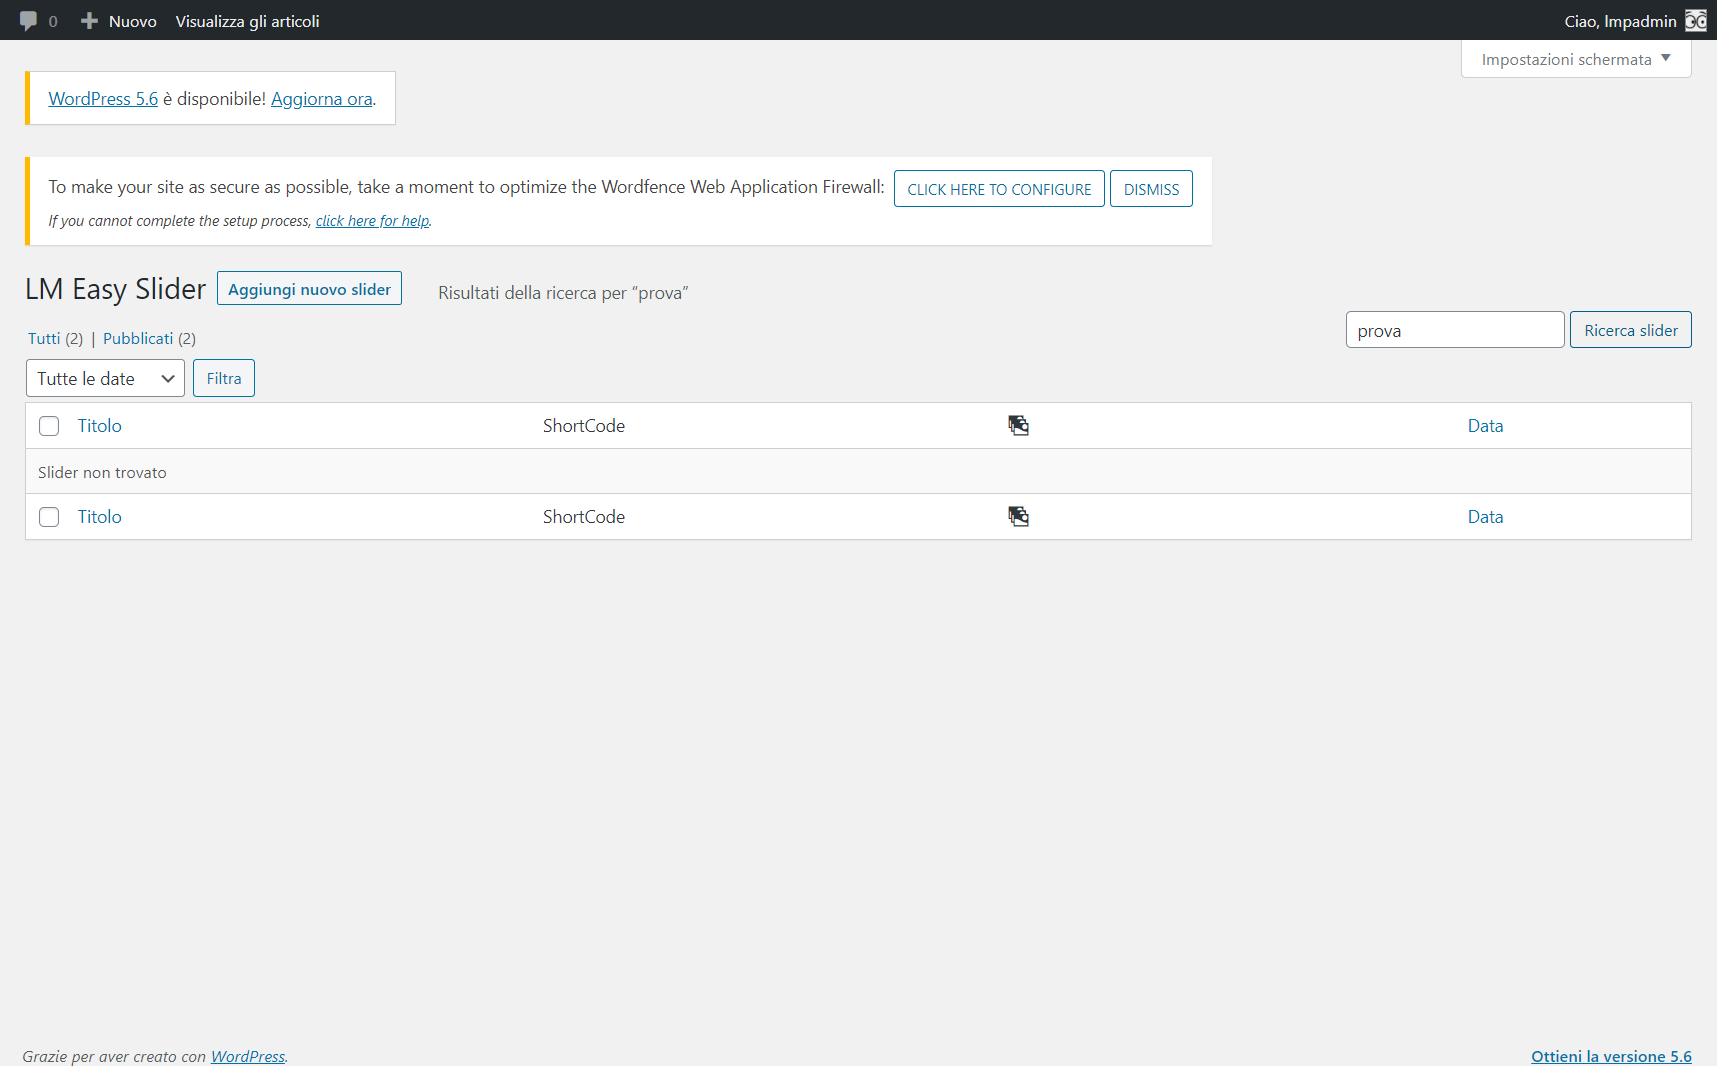 0 Nuovo Visualizza gli articoli Ciao, lmpadmin
Impostazioni schermata
WordPress 5.6 è disponibile! Aggiorna ora.
To make your site as secure as possible, take a moment to optimize the Wordfence Web Application Firewall: CLICK HERE TO CONFIGURE DISMISS
If you cannot complete the setup process, click here for help.
LM Easy Slider Aggiungi nuovo slider Risultati della ricerca per “prova”
Tutti (2) | Pubblicati (2)
prova Ricerca slider
Tutte le date Filtra
Titolo ShortCode Data
Slider non trovato
Titolo ShortCode Data
Grazie per aver creato con WordPress.
Ottieni la versione 5.6